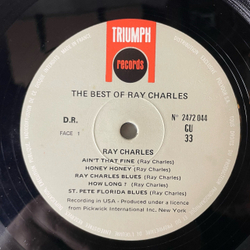 TRIUMPH
records
THE BEST OF RAY CHARLES
D.R.
N° 2472.044
FACE 1
GU
33
RAY CHARLES
AIN'T THAT FINE (Ray Charles)
HONEY HONEY (Ray Charles)
RAY CHARLES BLUES (Ray Charles)
HOW LONG ? (Ray Charles)
ST. PETE FLORIDA BLUES (Ray Charles)
Recording in USA - Produced under a licence
from Pickwick International Inc. New York.